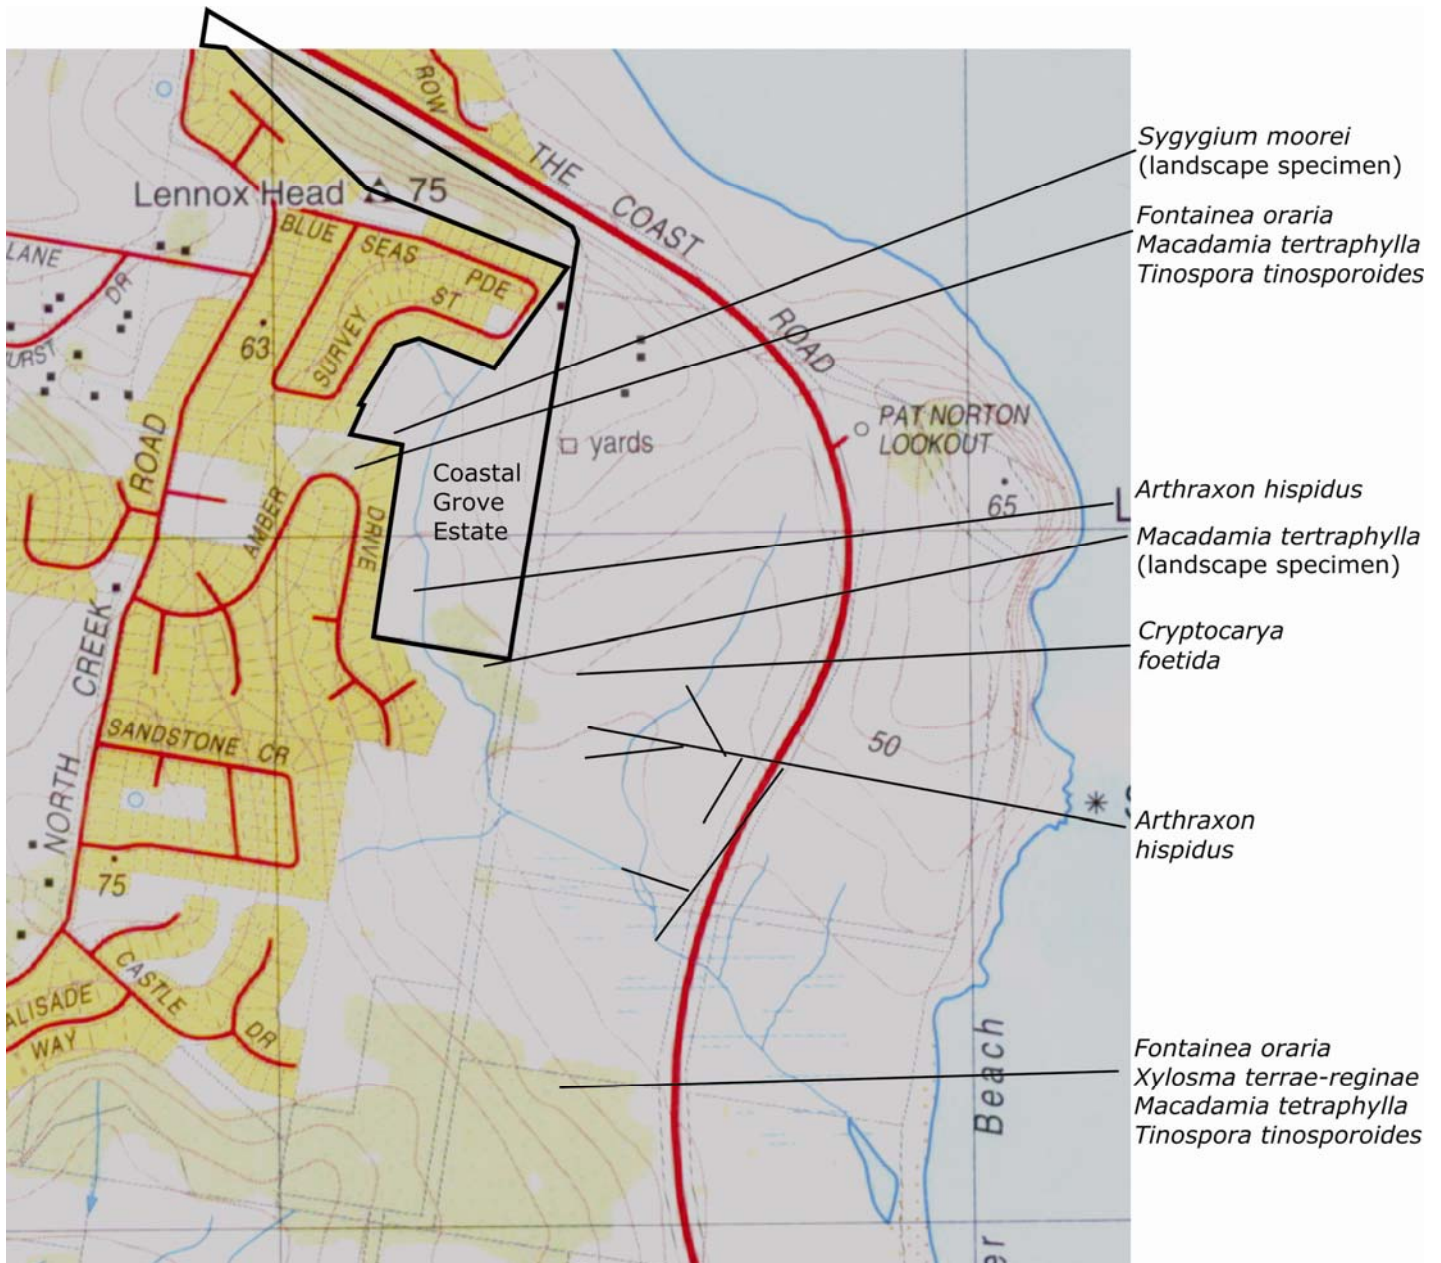 ROW
THE COAST ROAD
Lennox Head 75
BLUE SEAS PDE
SURVEY ST
LANE
DR
URST
63
ROAD
PAT NORTON
LOOKOUT
yards
65
L
Coastal
Grove
Estate
AMBER DRIVE
NORTH CREEK
SANDSTONE CR
50
75
CASTLE DR
ALISADE
WAY
Beach
er
S
Sygygium moorei
(landscape specimen)
Fontainea oraria
Macadamia tertraphylla
Tinospora tinosporoides
Arthraxon hispidus
Macadamia tertraphylla
(landscape specimen)
Cryptocarya
foetida
Arthraxon
hispidus
Fontainea oraria
Xylosma terrae-reginae
Macadamia tetraphylla
Tinospora tinosporoides